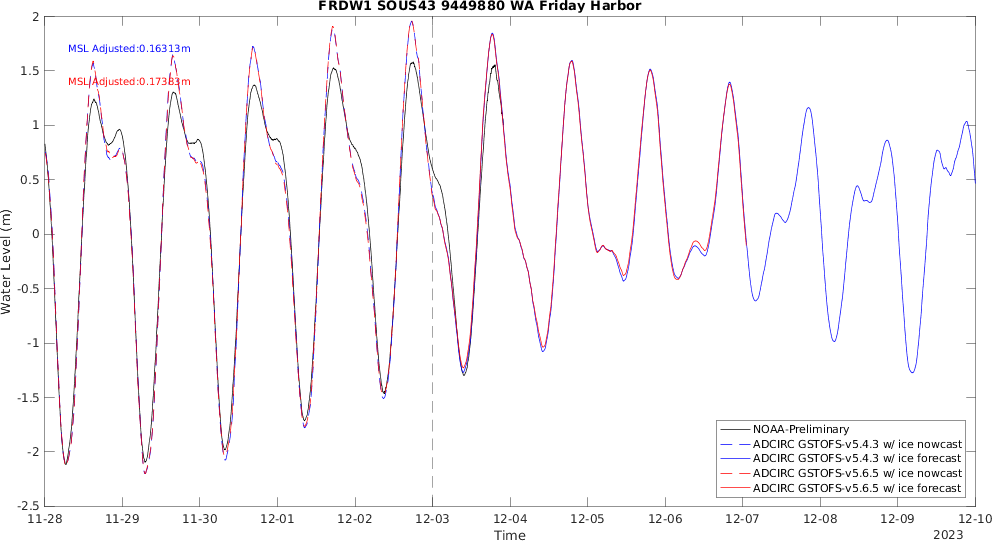 FRDW1 SOUS43 9449880 WA Friday Harbor
MSL Adjusted:0.16313m
MSL Adjusted:0.17383m
Water Level (m)
2
1.5
1
0.5
0
-0.5
-1
-1.5
-2
-2.5
NOAA-Preliminary
ADCIRC GSTOFS-v5.4.3 w/ ice nowcast
ADCIRC GSTOFS-v5.4.3 w/ ice forecast
ADCIRC GSTOFS-v5.6.5 w/ ice nowcast
ADCIRC GSTOFS-v5.6.5 w/ ice forecast
11-28 11-29 11-30 12-01 12-02 12-03 12-04 12-05 12-06 12-07 12-08 12-09 12-10
Time
2023